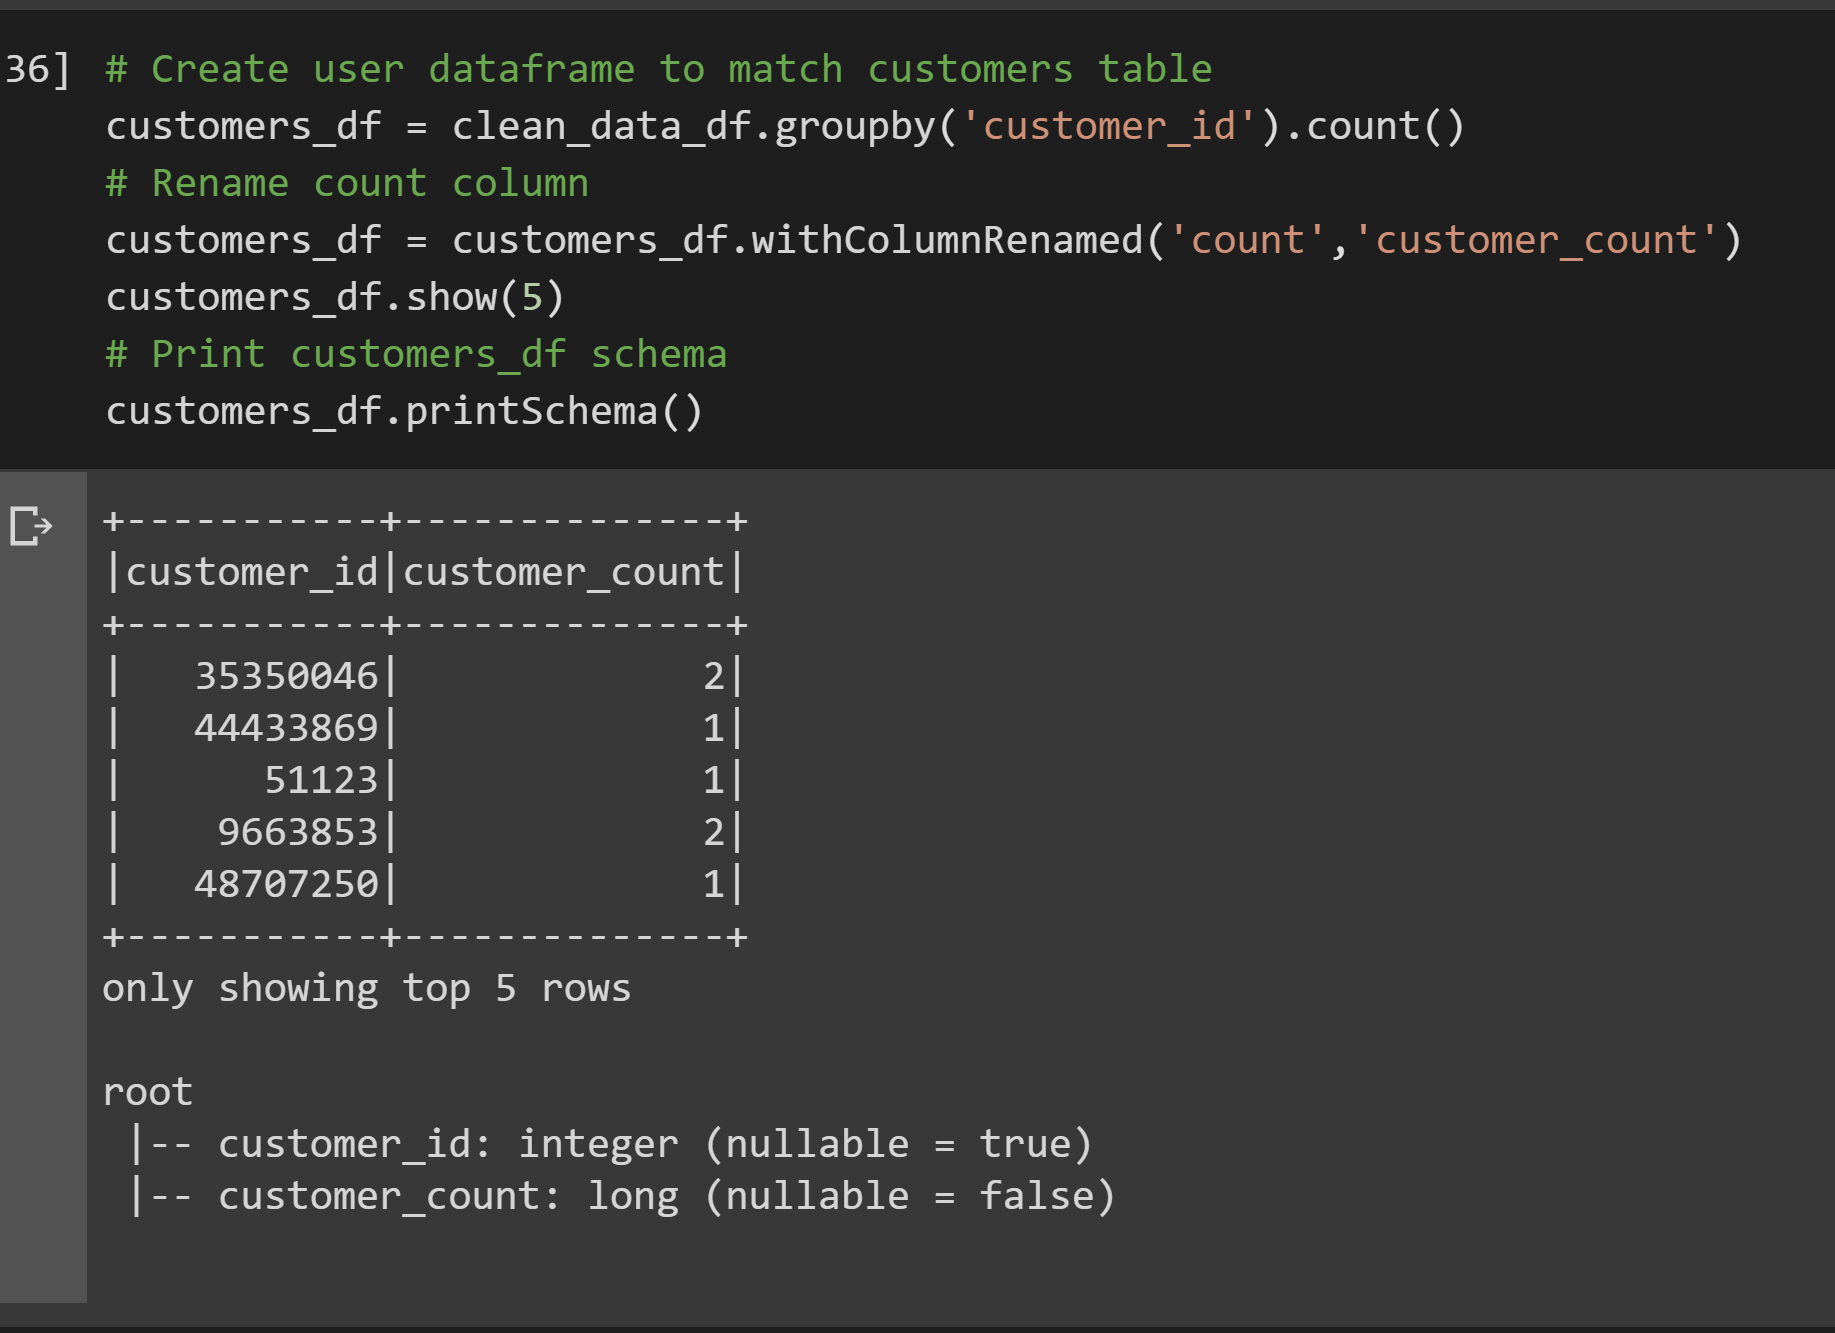 36] # Create user dataframe to match customers table
customers_df = clean_data_df.groupby('customer_id').count()
# Rename count column
customers_df = customers_df.withColumnRenamed('count','customer_count')
customers_df.show(5)
# Print customers_df schema
customers_df.printSchema()
+-----------+--------------+
|customer_id|customer_count|
+-----------+--------------+
|   35350046|             2|
|   44433869|             1|
|      51123|             1|
|    9663853|             2|
|   48707250|             1|
+-----------+--------------+
only showing top 5 rows
root
 |-- customer_id: integer (nullable = true)
 |-- customer_count: long (nullable = false)